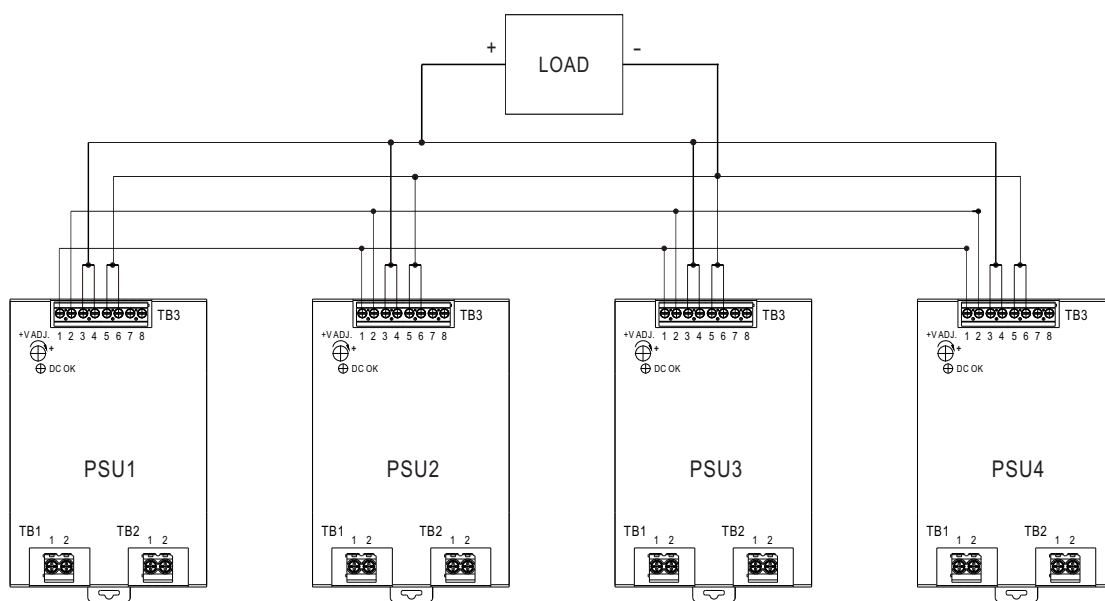 + LOAD -
TB3 TB3 TB3 TB3
+V ADJ. 1 2 3 4 5 6 7 8 +V ADJ. 1 2 3 4 5 6 7 8 +V ADJ. 1 2 3 4 5 6 7 8 +V ADJ. 1 2 3 4 5 6 7 8
+ + + +
DC OK DC OK DC OK DC OK
PSU1 PSU2 PSU3 PSU4
TB1 1 2 TB2 1 2 TB1 1 2 TB2 1 2 TB1 1 2 TB2 1 2 TB1 1 2 TB2 1 2